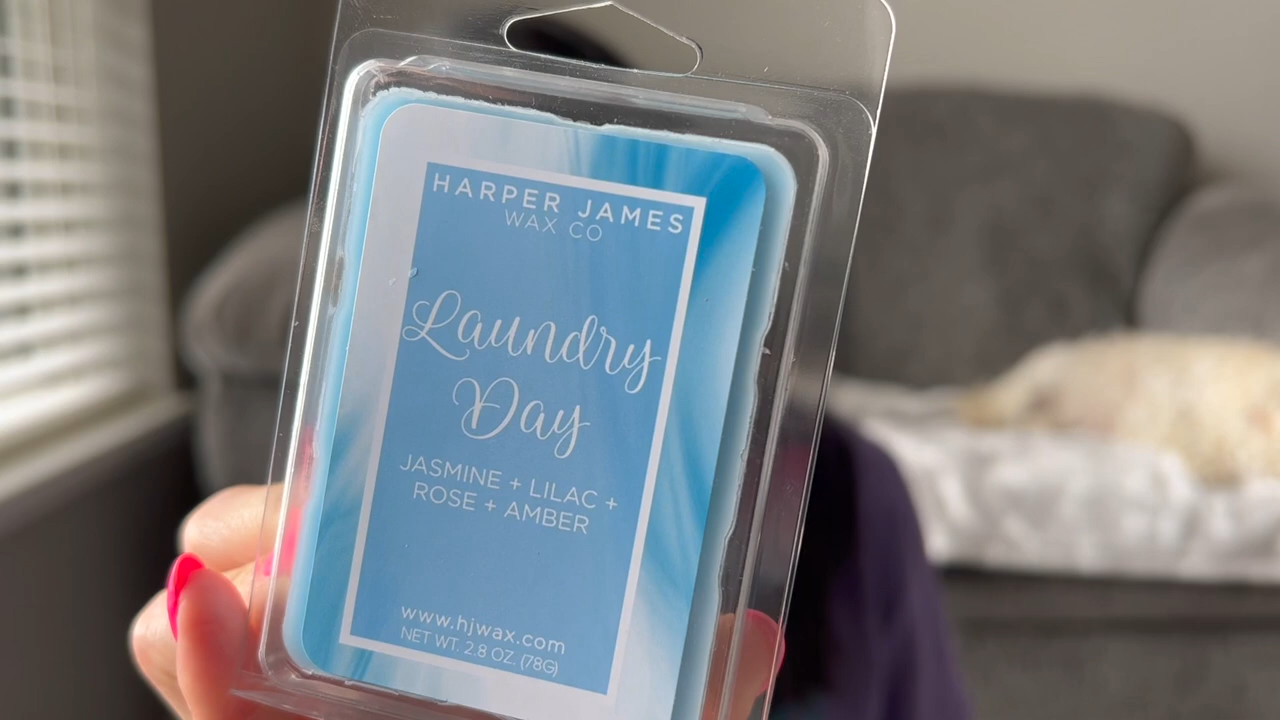 HARPER JAMES
WAX CO
Laundry
Day
JASMINE + LILAC +
ROSE + AMBER
www.hjwax.com
NET WT. 2.8 OZ. (78G)